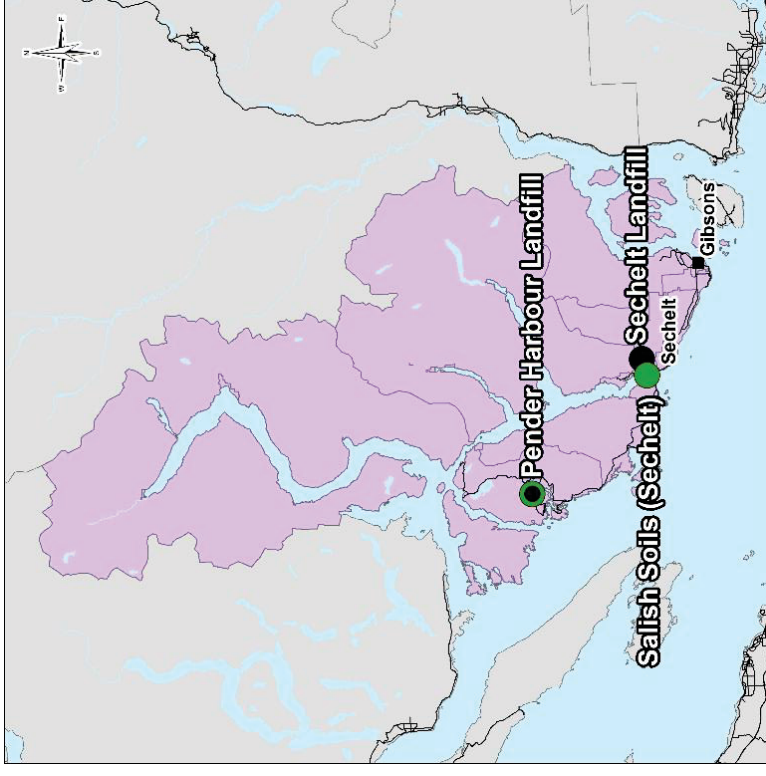 N
W
E
S
Pender Harbour Landfill
Sechelt Landfill
Salish Soils (Sechelt)
Sechelt
Gibsons